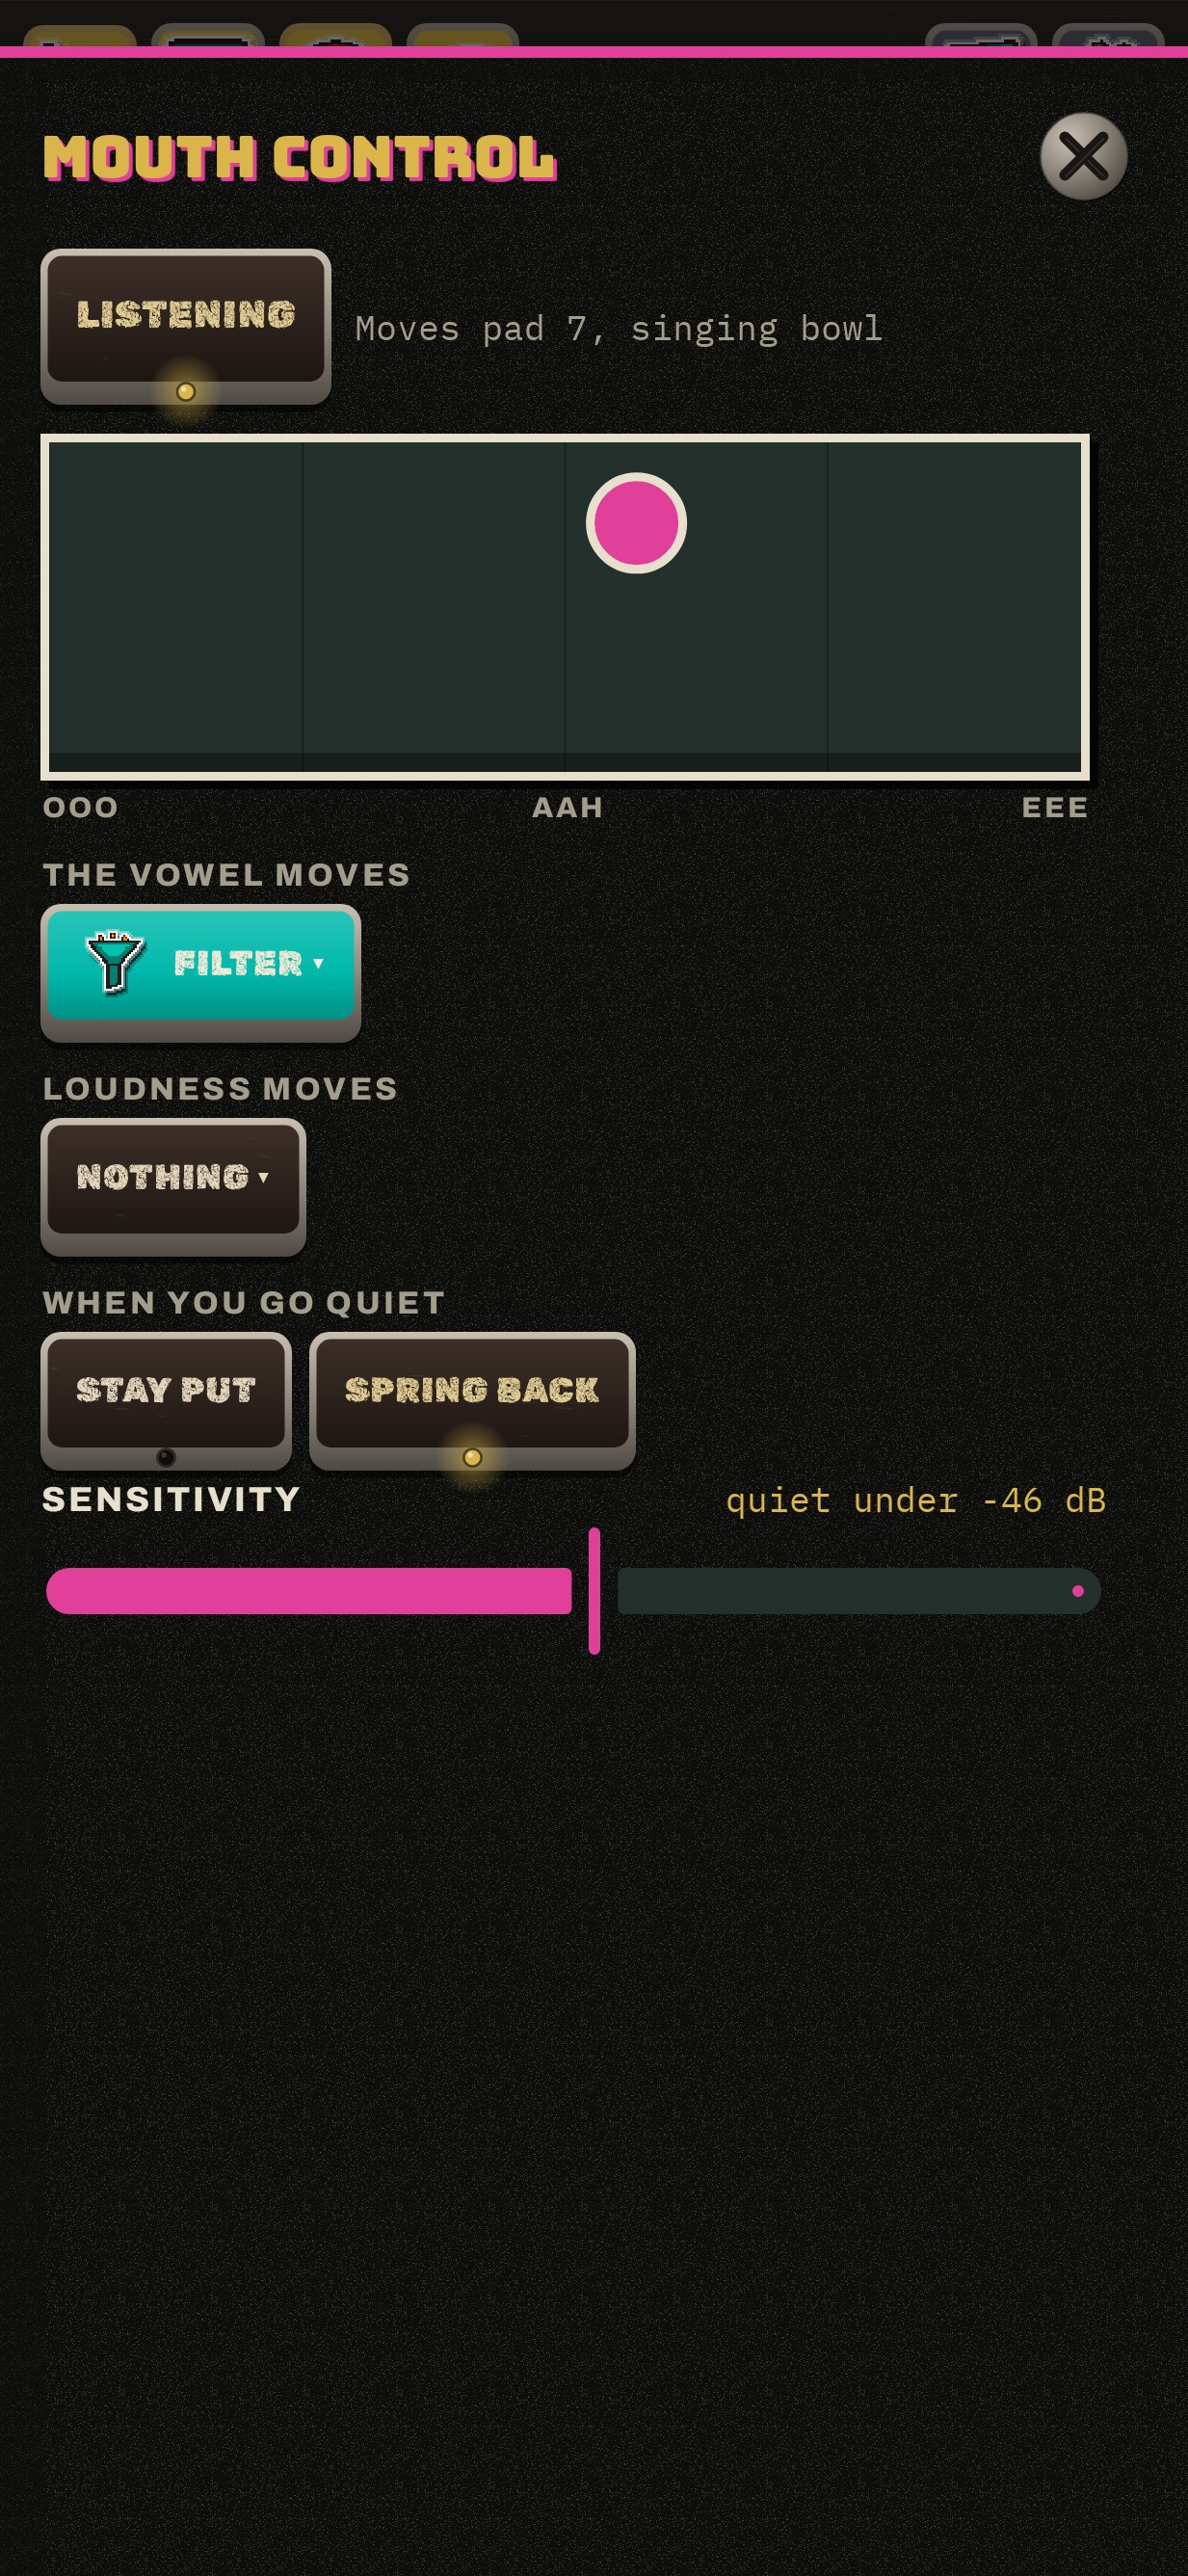 MOUTH CONTROL
LISTENING
Moves pad 7, singing bowl
OOO AAH EEE
THE VOWEL MOVES
FILTER ▾
LOUDNESS MOVES
NOTHING ▾
WHEN YOU GO QUIET
STAY PUT SPRING BACK
SENSITIVITY quiet under -46 dB